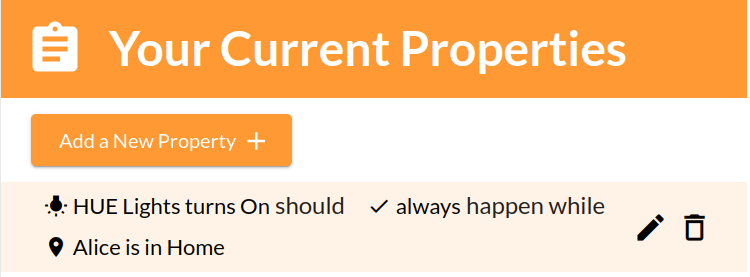 Your Current Properties
Add a New Property +
HUE Lights turns On should ✓ always happen while
Alice is in Home